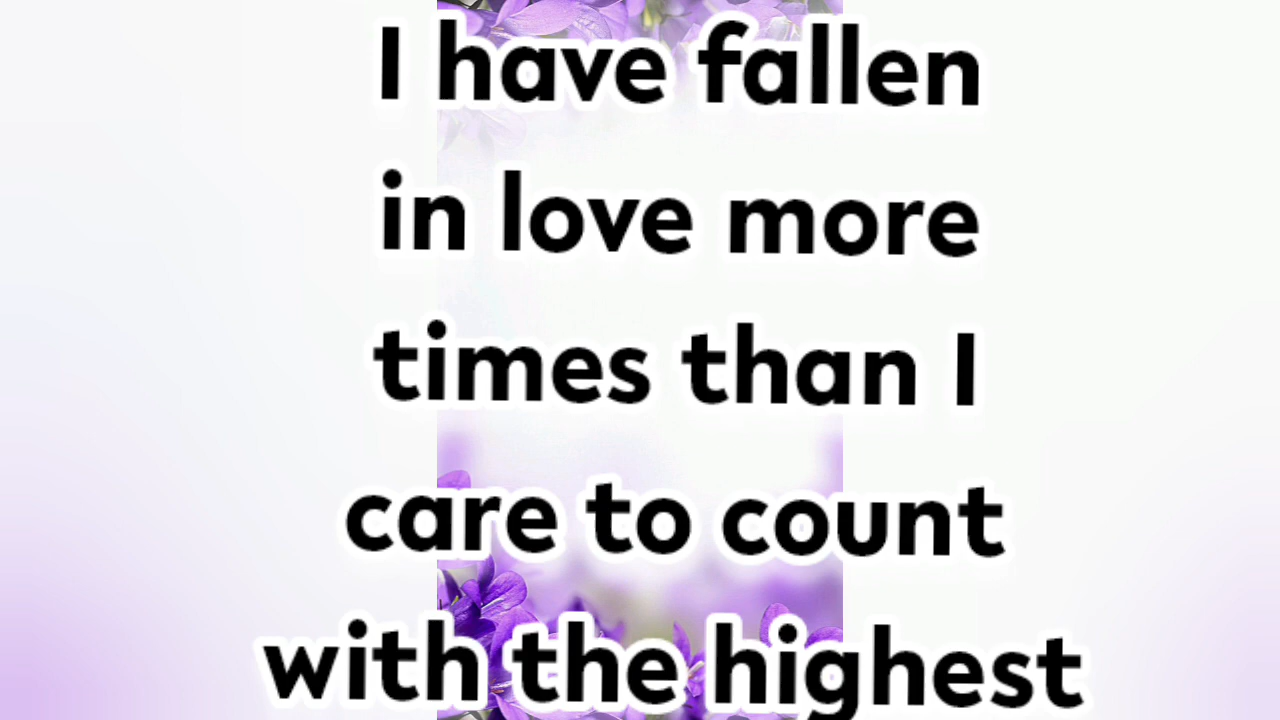 I have fallen
in love more
times than I
care to count
with the highest